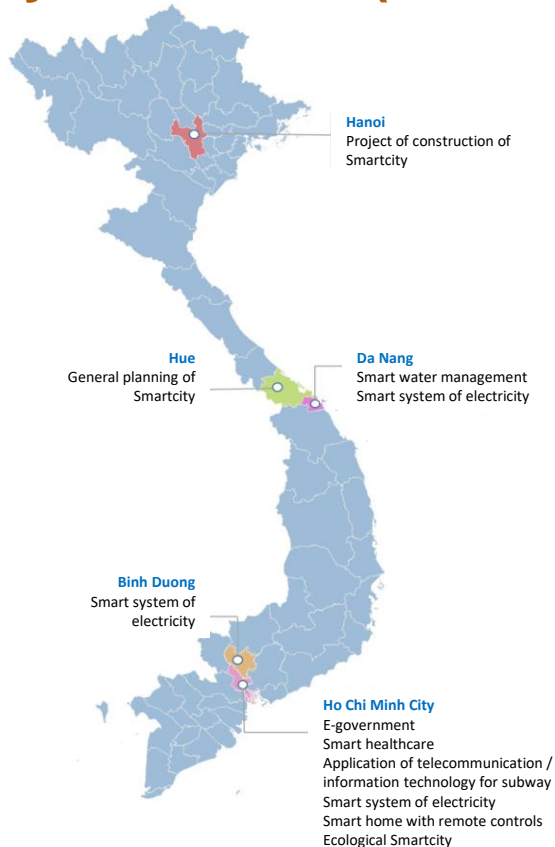 Hanoi
Project of construction of
Smartcity
Hue
General planning of
Smartcity
Da Nang
Smart water management
Smart system of electricity
Binh Duong
Smart system of
electricity
Ho Chi Minh City
E-government
Smart healthcare
Application of telecommunication /
information technology for subway
Smart system of electricity
Smart home with remote controls
Ecological Smartcity